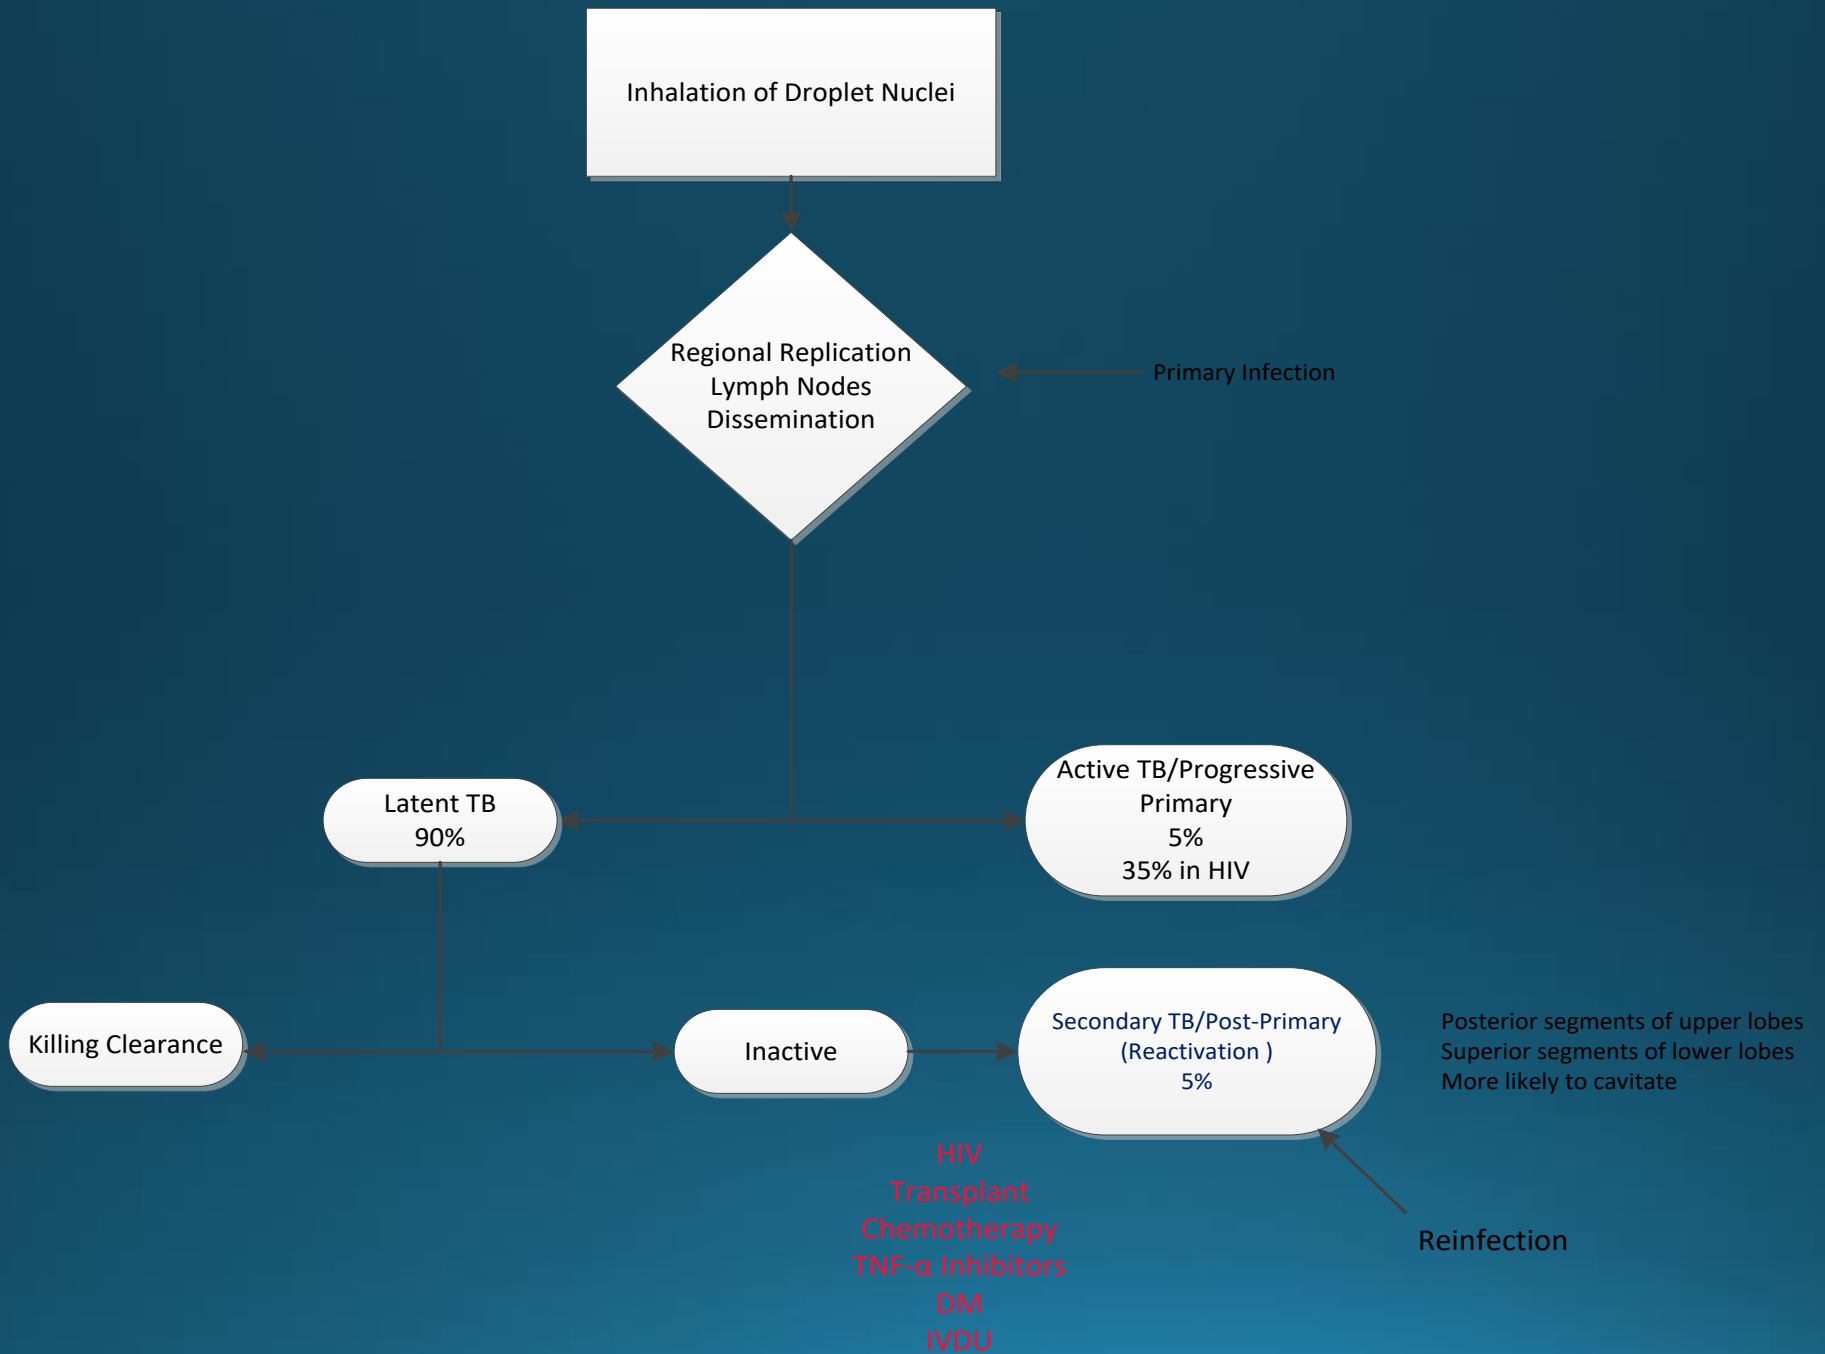 Inhalation of Droplet Nuclei
Regional Replication
Lymph Nodes
Dissemination
Primary Infection
Latent TB
90%
Active TB/Progressive
Primary
5%
35% in HIV
Killing Clearance
Inactive
Secondary TB/Post-Primary
(Reactivation )
5%
Posterior segments of upper lobes
Superior segments of lower lobes
More likely to cavitate
HIV
Transplant
Chemotherapy
TNF-α Inhibitors
DM
IVDU
Reinfection